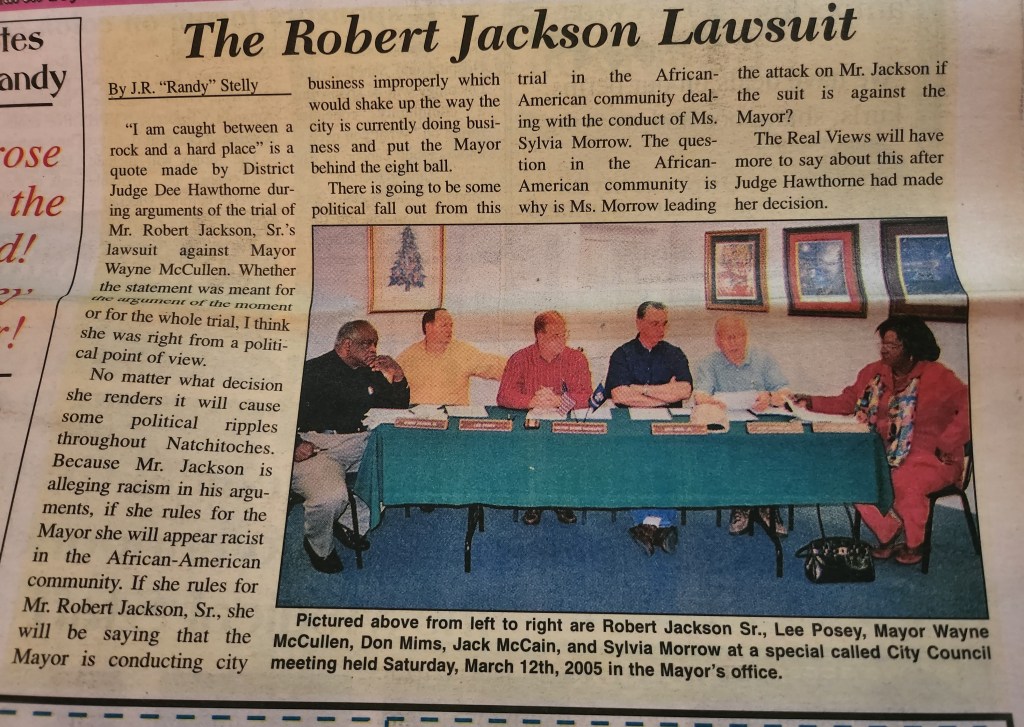 tes
andy
rose
the
d!
ey
r!
The Robert Jackson Lawsuit
By J.R. “Randy” Stelly
“I am caught between a
rock and a hard place” is a
quote made by District
Judge Dee Hawthorne dur-
ing arguments of the trial of
Mr. Robert Jackson, Sr.’s
lawsuit against Mayor
Wayne McCullen. Whether
the statement was meant for
the argument of the moment
or for the whole trial, I think
she was right from a politi-
cal point of view.
No matter what decision
she renders it will cause
some political ripples
throughout Natchitoches.
Because Mr. Jackson is
alleging racism in his argu-
ments, if she rules for the
Mayor she will appear racist
in the African-American
community. If she rules for
Mr. Robert Jackson, Sr., she
will be saying that the
Mayor is conducting city
business improperly which
would shake up the way the
city is currently doing busi-
ness and put the Mayor
behind the eight ball.
There is going to be some
political fall out from this
trial in the African-
American community deal-
ing with the conduct of Ms.
Sylvia Morrow. The ques-
tion in the African-
American community is
why is Ms. Morrow leading
the attack on Mr. Jackson if
the suit is against the
Mayor?
The Real Views will have
more to say about this after
Judge Hawthorne had made
her decision.
Pictured above from left to right are Robert Jackson Sr., Lee Posey, Mayor Wayne
McCullen, Don Mims, Jack McCain, and Sylvia Morrow at a special called City Council
meeting held Saturday, March 12th, 2005 in the Mayor’s office.